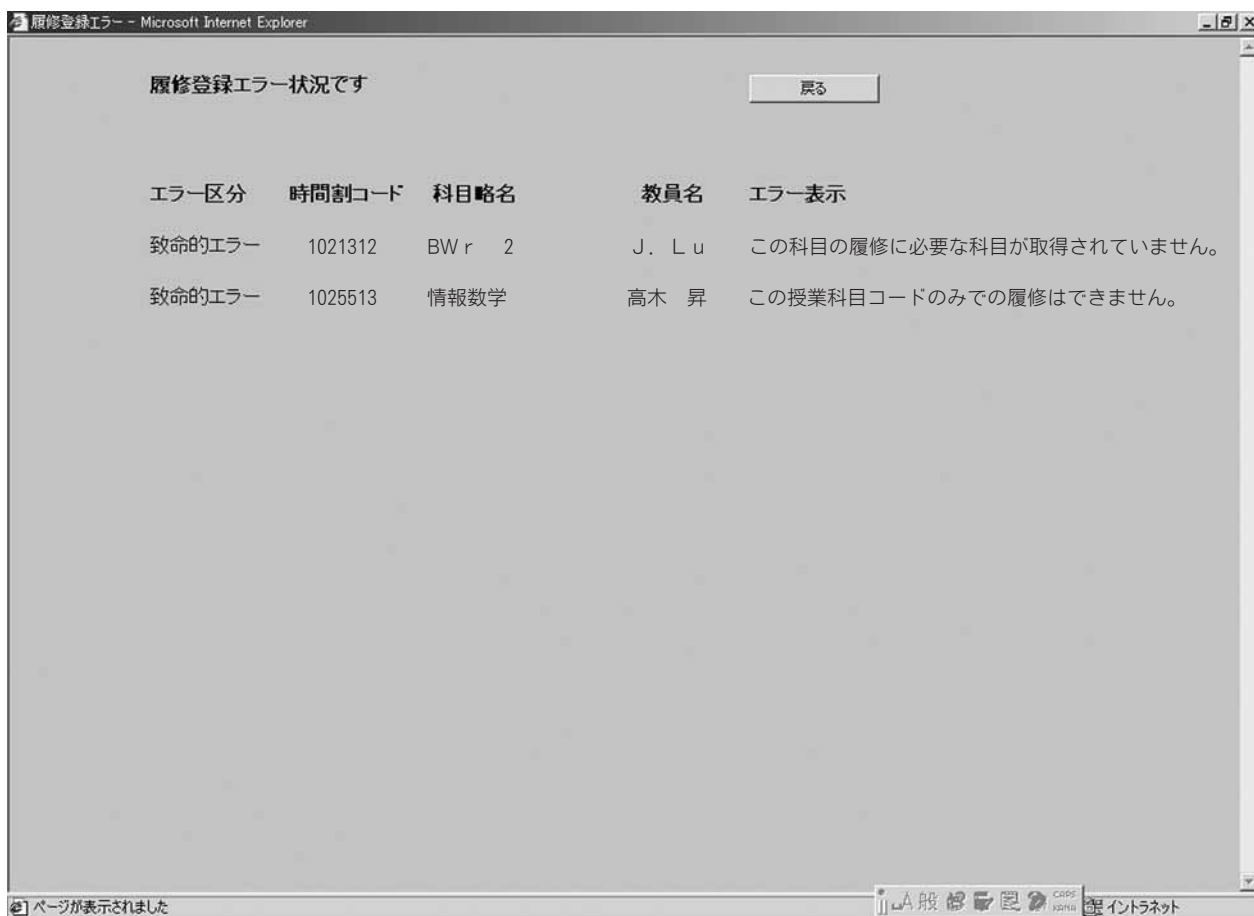 履修登録エラー - Microsoft Internet Explorer
履修登録エラー状況です 戻る
エラー区分 時間割コード 科目略名 教員名 エラー表示
致命的エラー 1021312 BWr 2 J. Lu この科目の履修に必要な科目が取得されていません。
致命的エラー 1025513 情報数学 高木 昇 この授業科目コードのみでの履修はできません。
ページが表示されました A 般 CAPS KANA イントラネット